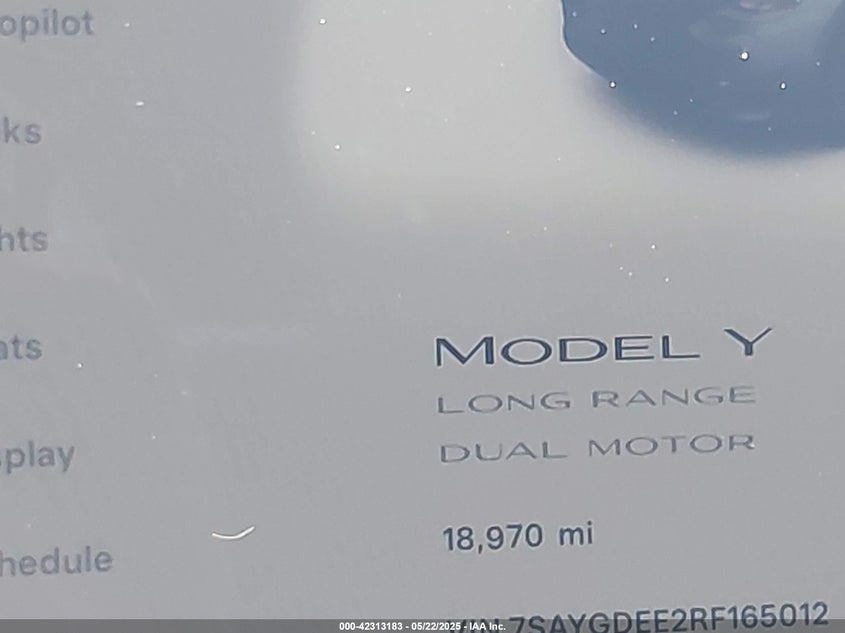 opilot
ks
hts
ats
splay
hedule
MODEL Y
LONG RANGE
DUAL MOTOR
18,970 mi
7SAYGDEE2RF165012
000-42313183 - 05/22/2025 - IAA Inc.